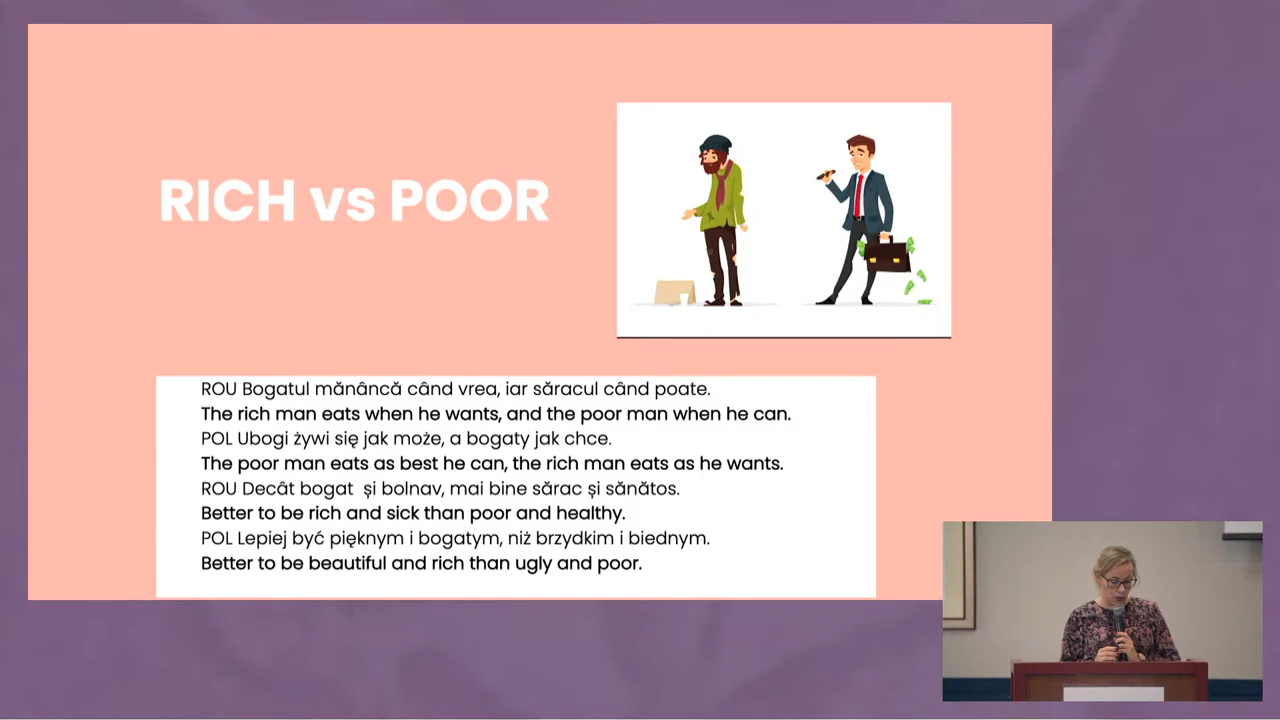 RICH vs POOR
ROU Bogatul mănâncă când vrea, iar săracul când poate.
The rich man eats when he wants, and the poor man when he can.
POL Ubogi żywi się jak może, a bogaty jak chce.
The poor man eats as best he can, the rich man eats as he wants.
ROU Decât bogat și bolnav, mai bine sărac și sănătos.
Better to be rich and sick than poor and healthy.
POL Lepiej być pięknym i bogatym, niż brzydkim i biednym.
Better to be beautiful and rich than ugly and poor.